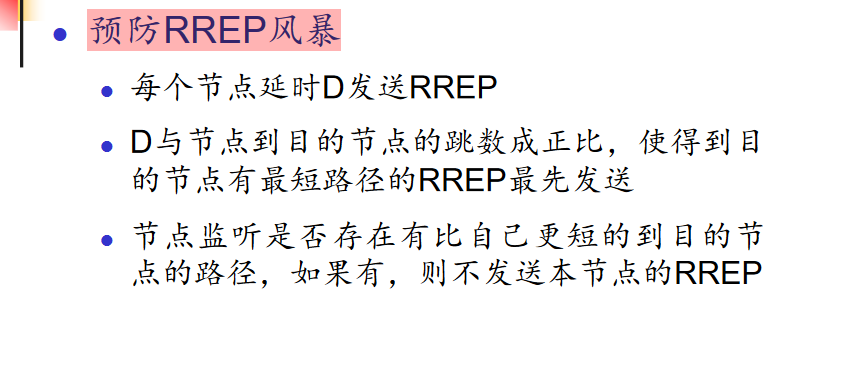 预防RREP风暴
每个节点延时D发送RREP
D与节点到目的节点的跳数成正比，使得到目
的节点有最短路径的RREP最先发送
节点监听是否存在有比自己更短的到目的节
点的路径，如果有，则不发送本节点的RREP